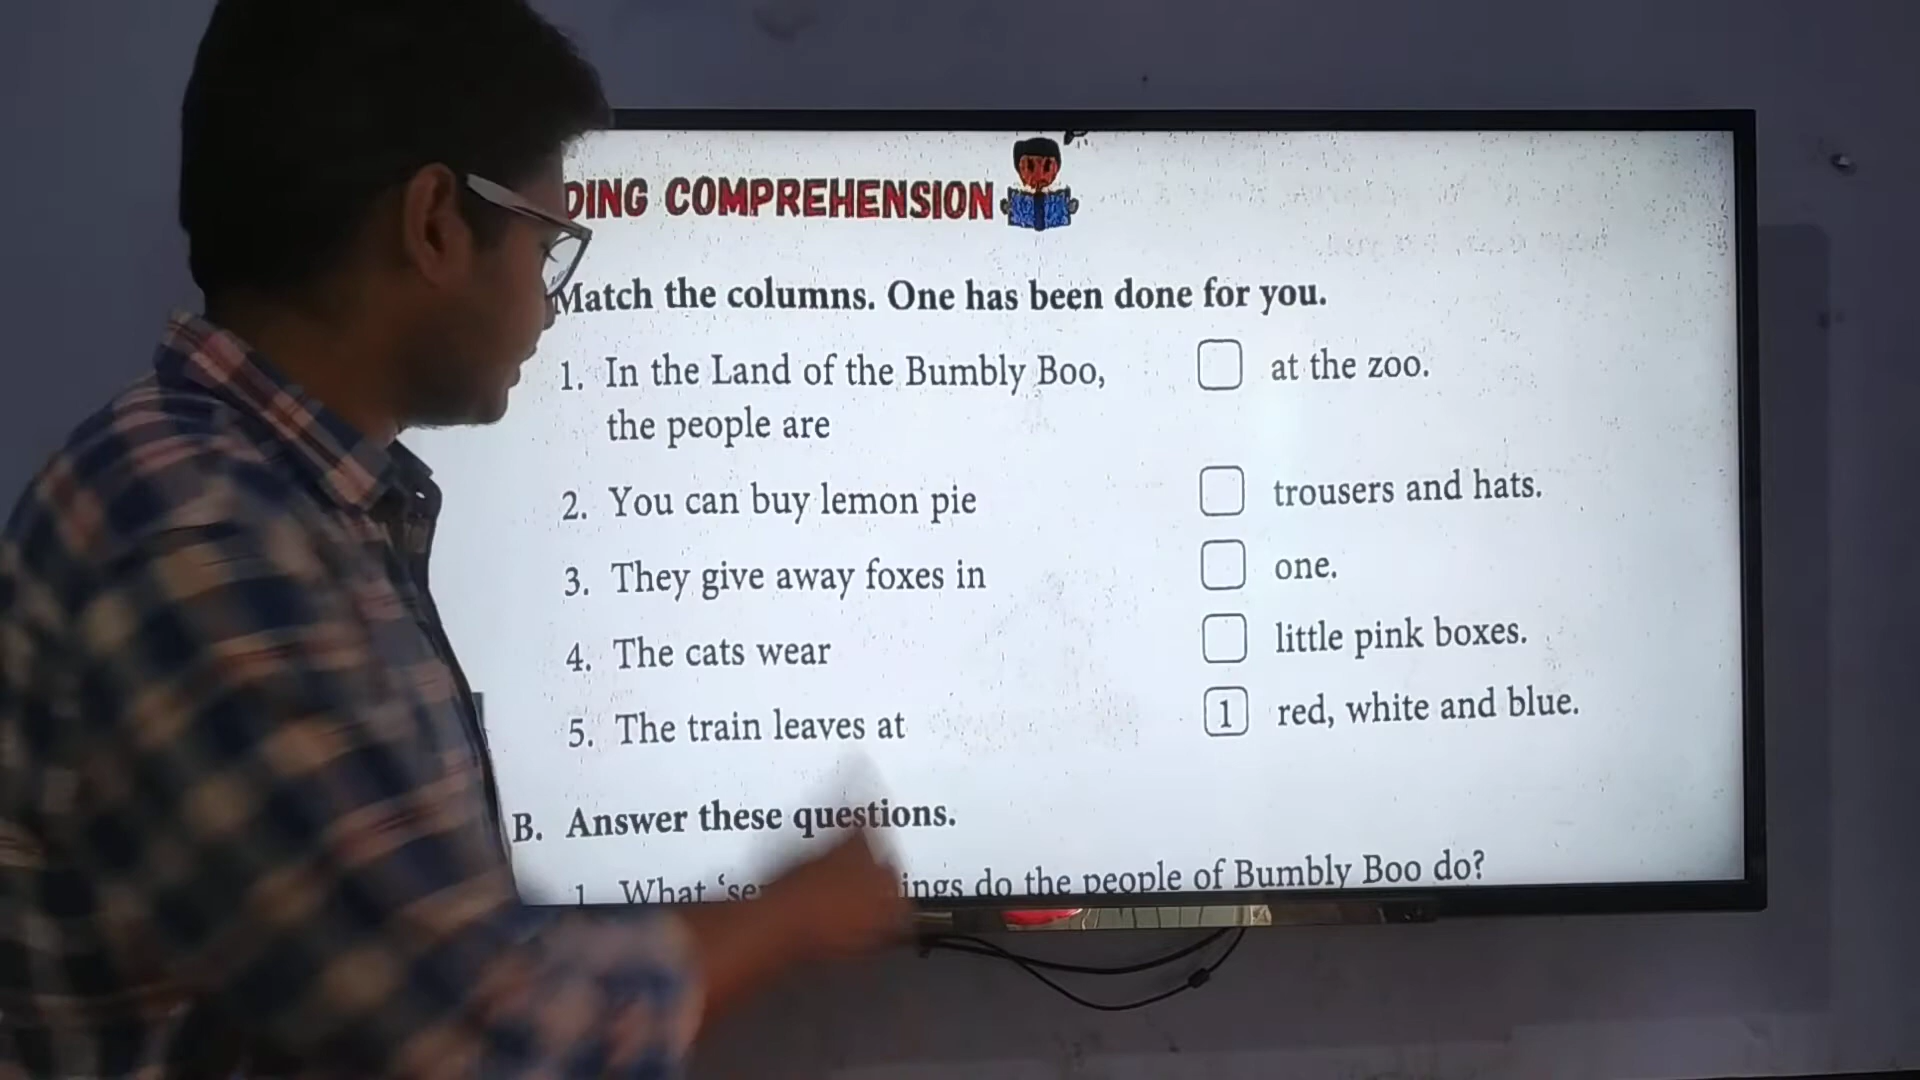 DING COMPREHENSION
Match the columns. One has been done for you.
1. In the Land of the Bumbly Boo, at the zoo.
the people are
2. You can buy lemon pie trousers and hats.
3. They give away foxes in one.
4. The cats wear little pink boxes.
5. The train leaves at 1 red, white and blue.
B. Answer these questions.
1 What do the people of Bumbly Boo do?